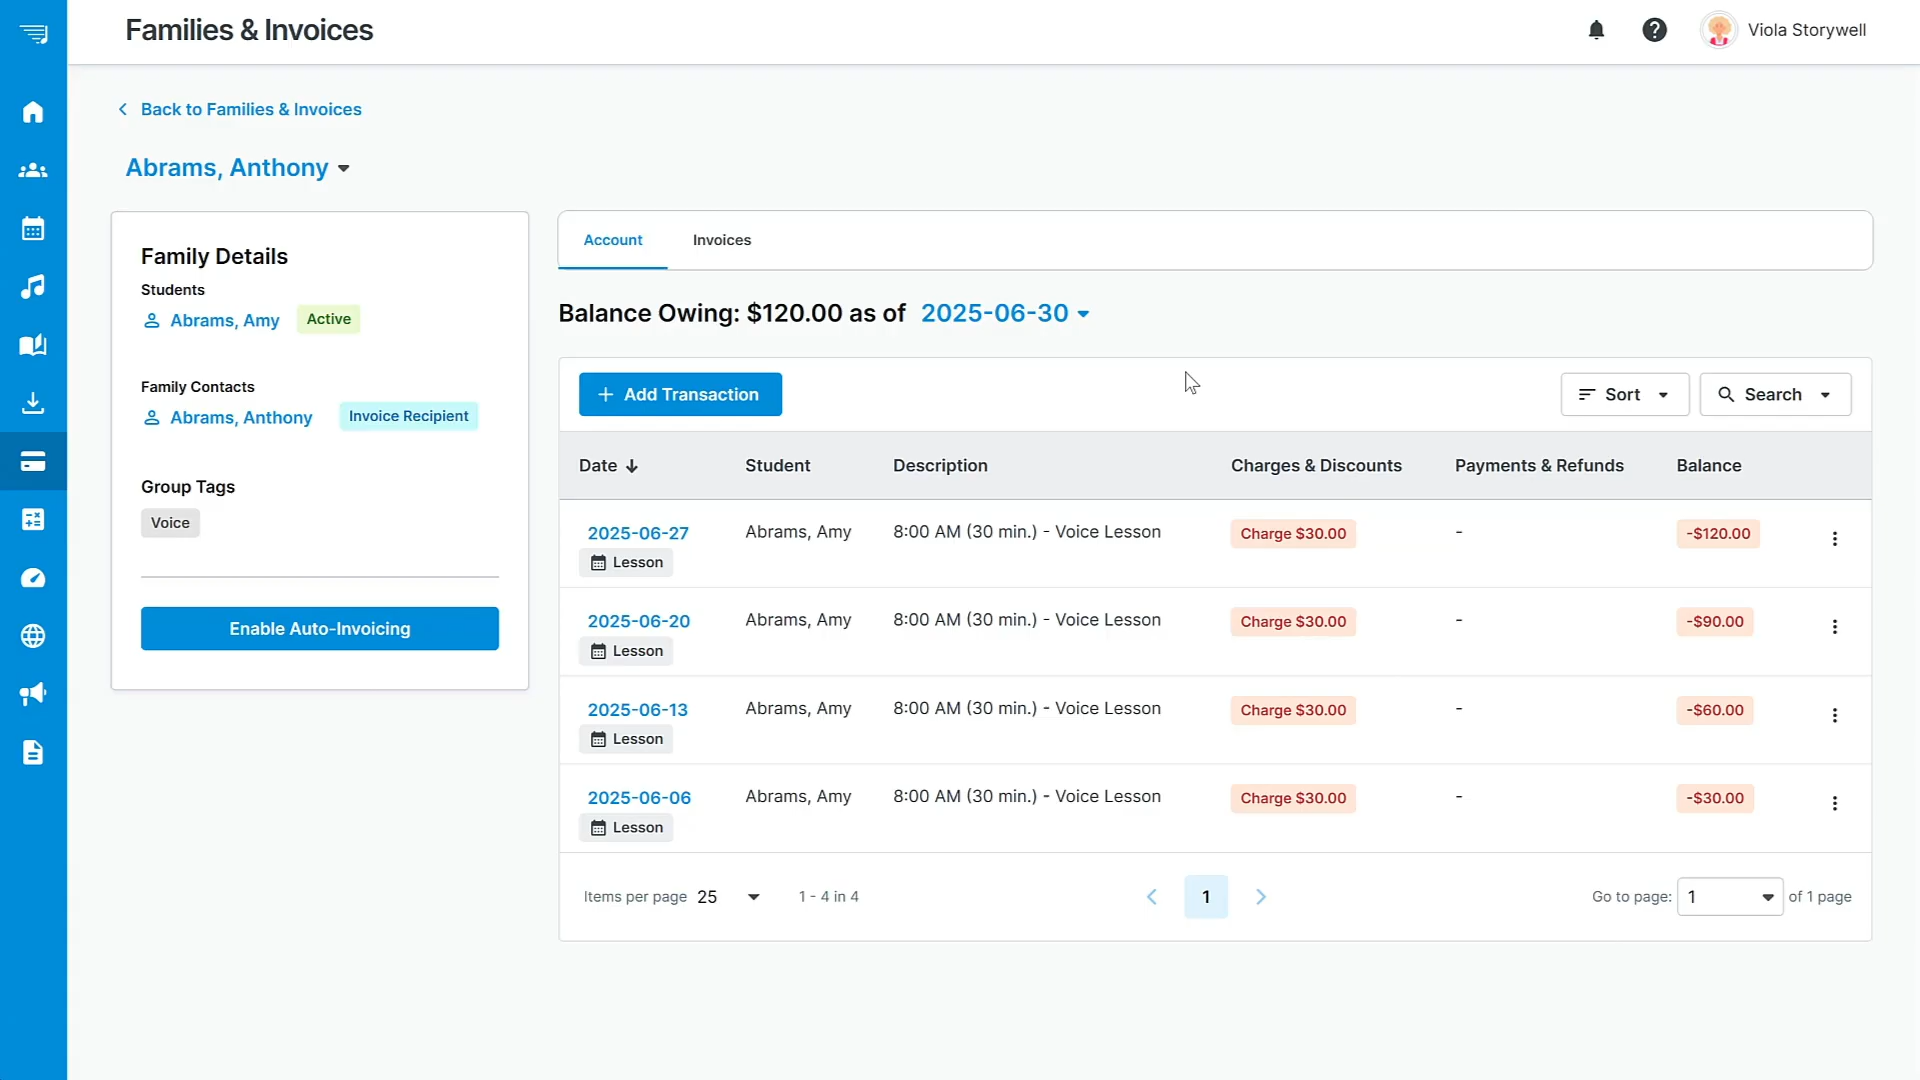 Families & Invoices
Viola Storywell
Back to Families & Invoices
Abrams, Anthony
Family Details
Students
Abrams, Amy Active
Family Contacts
Abrams, Anthony Invoice Recipient
Group Tags
Voice
Enable Auto-Invoicing
Account Invoices
Balance Owing: $120.00 as of 2025-06-30
Add Transaction Sort Search
Date Student Description Charges & Discounts Payments & Refunds Balance
2025-06-27 Abrams, Amy 8:00 AM (30 min.) - Voice Lesson Charge $30.00 - -$120.00
Lesson
2025-06-20 Abrams, Amy 8:00 AM (30 min.) - Voice Lesson Charge $30.00 - -$90.00
Lesson
2025-06-13 Abrams, Amy 8:00 AM (30 min.) - Voice Lesson Charge $30.00 - -$60.00
Lesson
2025-06-06 Abrams, Amy 8:00 AM (30 min.) - Voice Lesson Charge $30.00 - -$30.00
Lesson
Items per page 25 1 - 4 in 4 1 Go to page: 1 of 1 page